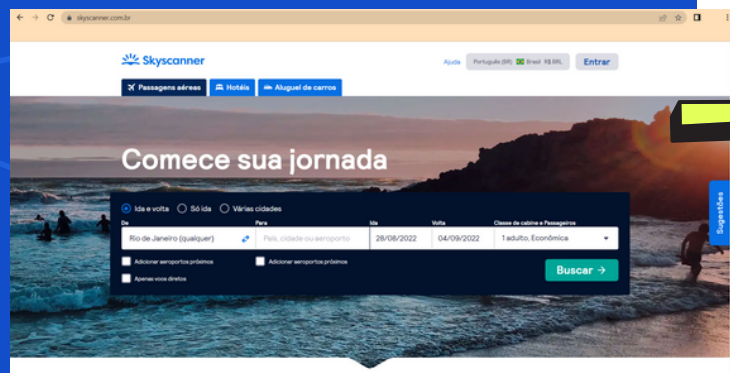 skyscanner.com.br
Skyscanner
Ajuda Português (BR) Brasil R$ BRL Entrar
Passagens aéreas Hotéis Aluguel de carros
Comece sua jornada
Ida e volta Só ida Várias cidades
De Para Ida Volta Classe de cabine e Passageiros
Rio de Janeiro (qualquer) País, cidade ou aeroporto 28/08/2022 04/09/2022 1 adulto, Econômica
Adicionar aeroportos próximos Adicionar aeroportos próximos
Apenas voos diretos
Buscar →
Sugestões